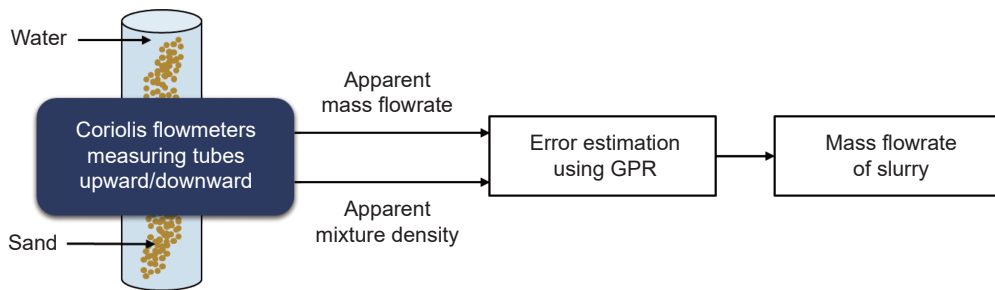 Water
Sand
Coriolis flowmeters
measuring tubes
upward/downward
Apparent
mass flowrate
Apparent
mixture density
Error estimation
using GPR
Mass flowrate
of slurry